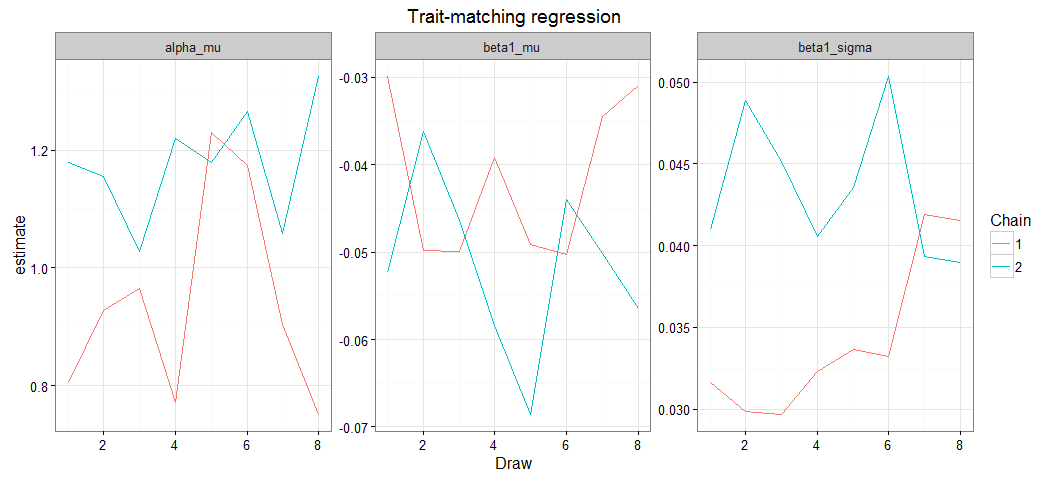 Trait-matching regression
alpha_mu
beta1_mu
beta1_sigma
estimate
1.2
1.0
0.8
2 4 6 8
-0.03
-0.04
-0.05
-0.06
-0.07
2 4 6 8
0.050
0.045
0.040
0.035
0.030
2 4 6 8
Draw
Chain
1
2